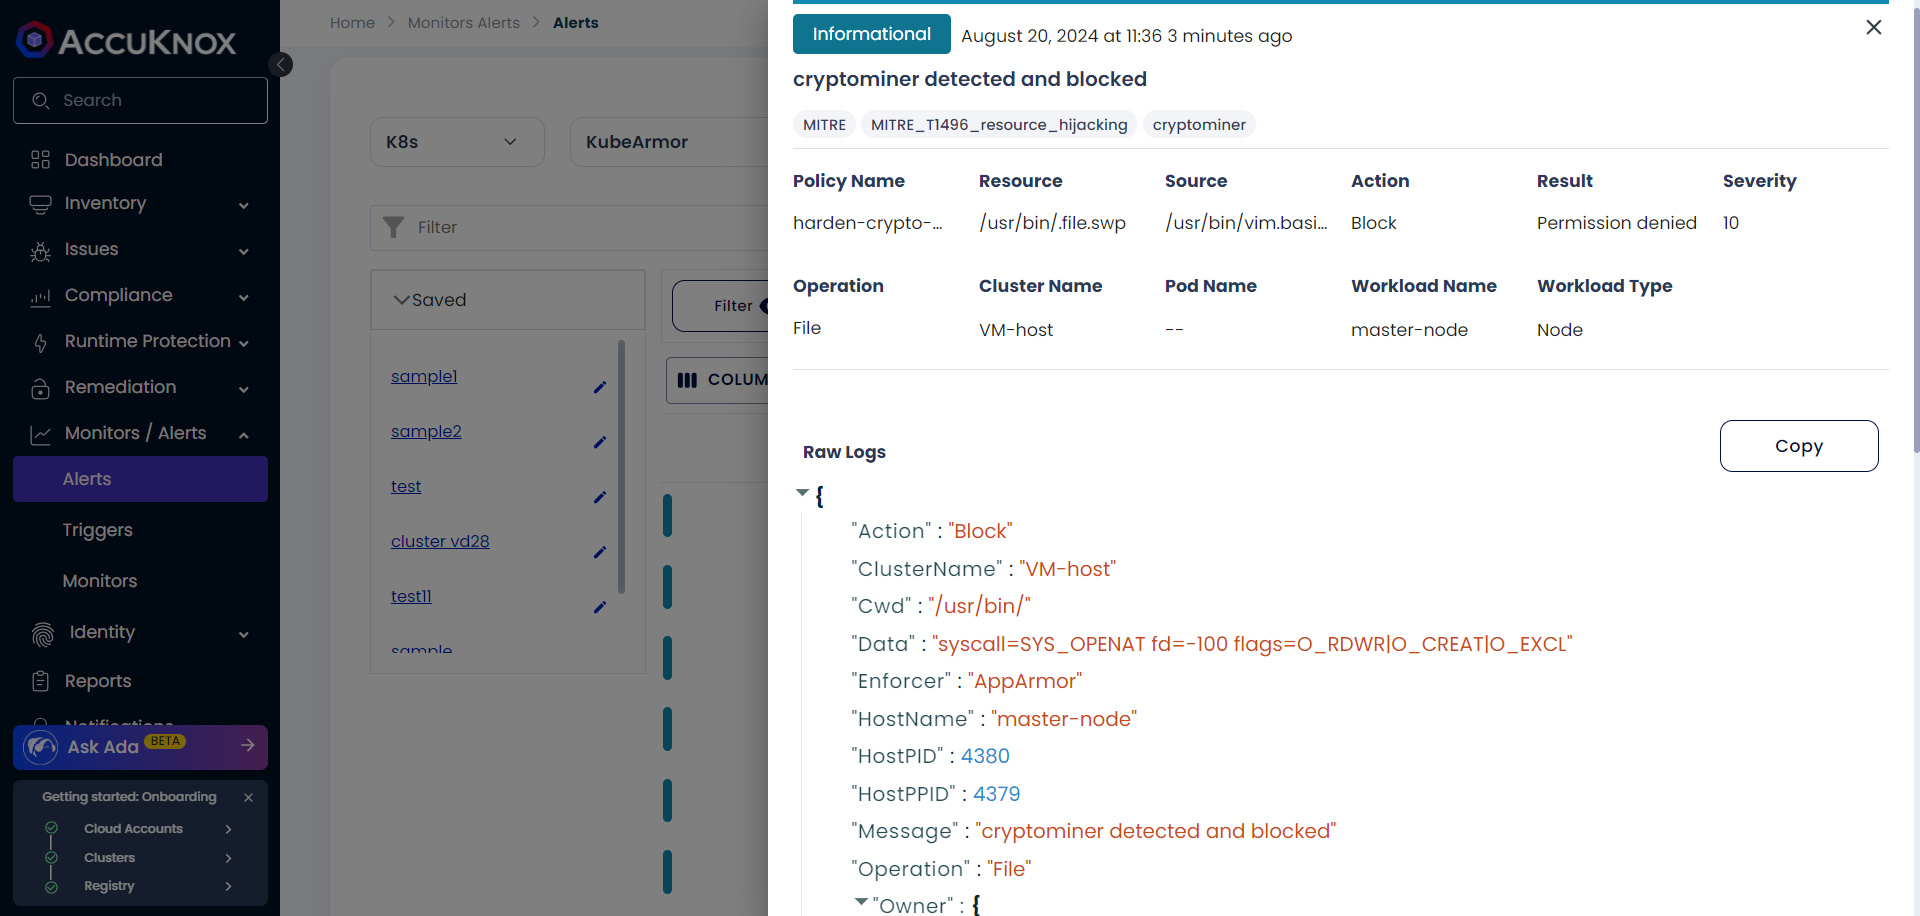 ACCUKNOX
Search
Dashboard
Inventory
Issues
Compliance
Runtime Protection
Remediation
Monitors / Alerts
Alerts
Triggers
Monitors
Identity
Reports
Notifications
Ask Ada BETA
Getting started: Onboarding
Cloud Accounts
Clusters
Registry
Home > Monitors Alerts > Alerts
K8s
KubeArmor
Filter
Saved
sample1
sample2
test
cluster vd28
test11
sample
Filter
COLUM
Informational August 20, 2024 at 11:36 3 minutes ago
cryptominer detected and blocked
MITRE MITRE_T1496_resource_hijacking cryptominer
Policy Name Resource Source Action Result Severity
harden-crypto-... /usr/bin/.file.swp /usr/bin/vim.basi... Block Permission denied 10
Operation Cluster Name Pod Name Workload Name Workload Type
File VM-host -- master-node Node
Raw Logs
Copy
{
"Action" : "Block"
"ClusterName" : "VM-host"
"Cwd" : "/usr/bin/"
"Data" : "syscall=SYS_OPENAT fd=-100 flags=O_RDWR|O_CREAT|O_EXCL"
"Enforcer" : "AppArmor"
"HostName" : "master-node"
"HostPID" : 4380
"HostPPID" : 4379
"Message" : "cryptominer detected and blocked"
"Operation" : "File"
"Owner" : {